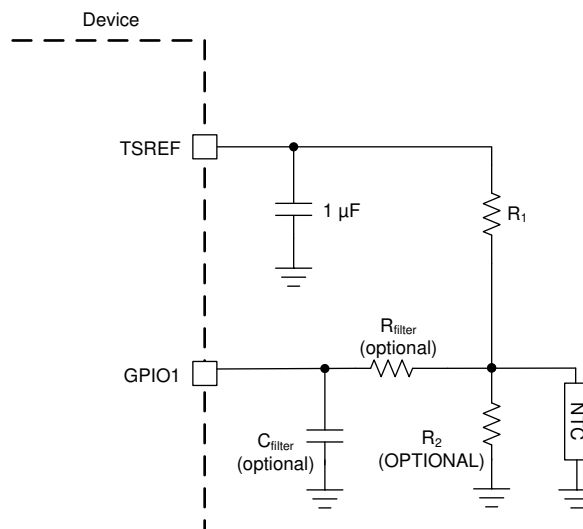 Device
TSREF
1 µF
R1
Rfilter
(optional)
GPIO1
Cfilter
(optional)
R2
(OPTIONAL)
NTC